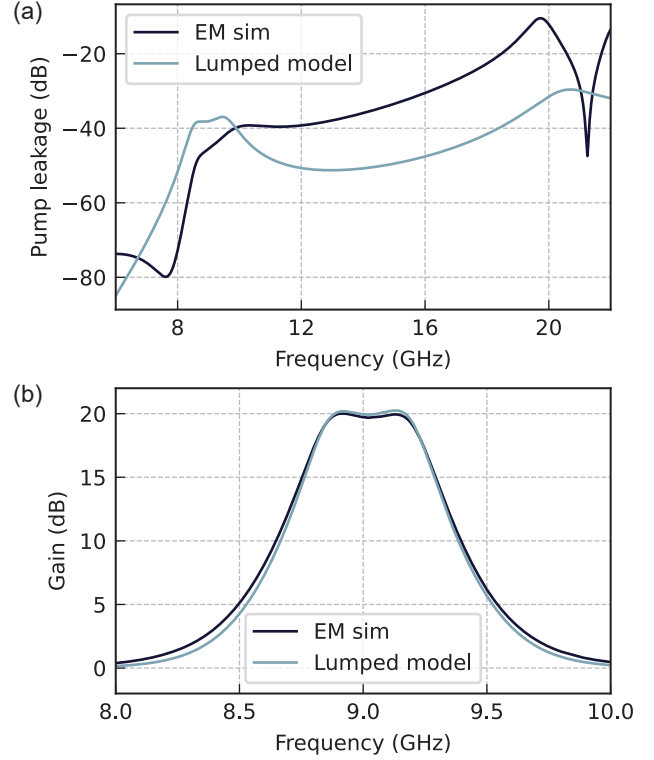 (a)
EM sim
Lumped model
−20
−40
−60
−80
Pump leakage (dB)
8 12 16 20
Frequency (GHz)
(b)
20
15
10
5
0
Gain (dB)
EM sim
Lumped model
8.0 8.5 9.0 9.5 10.0
Frequency (GHz)